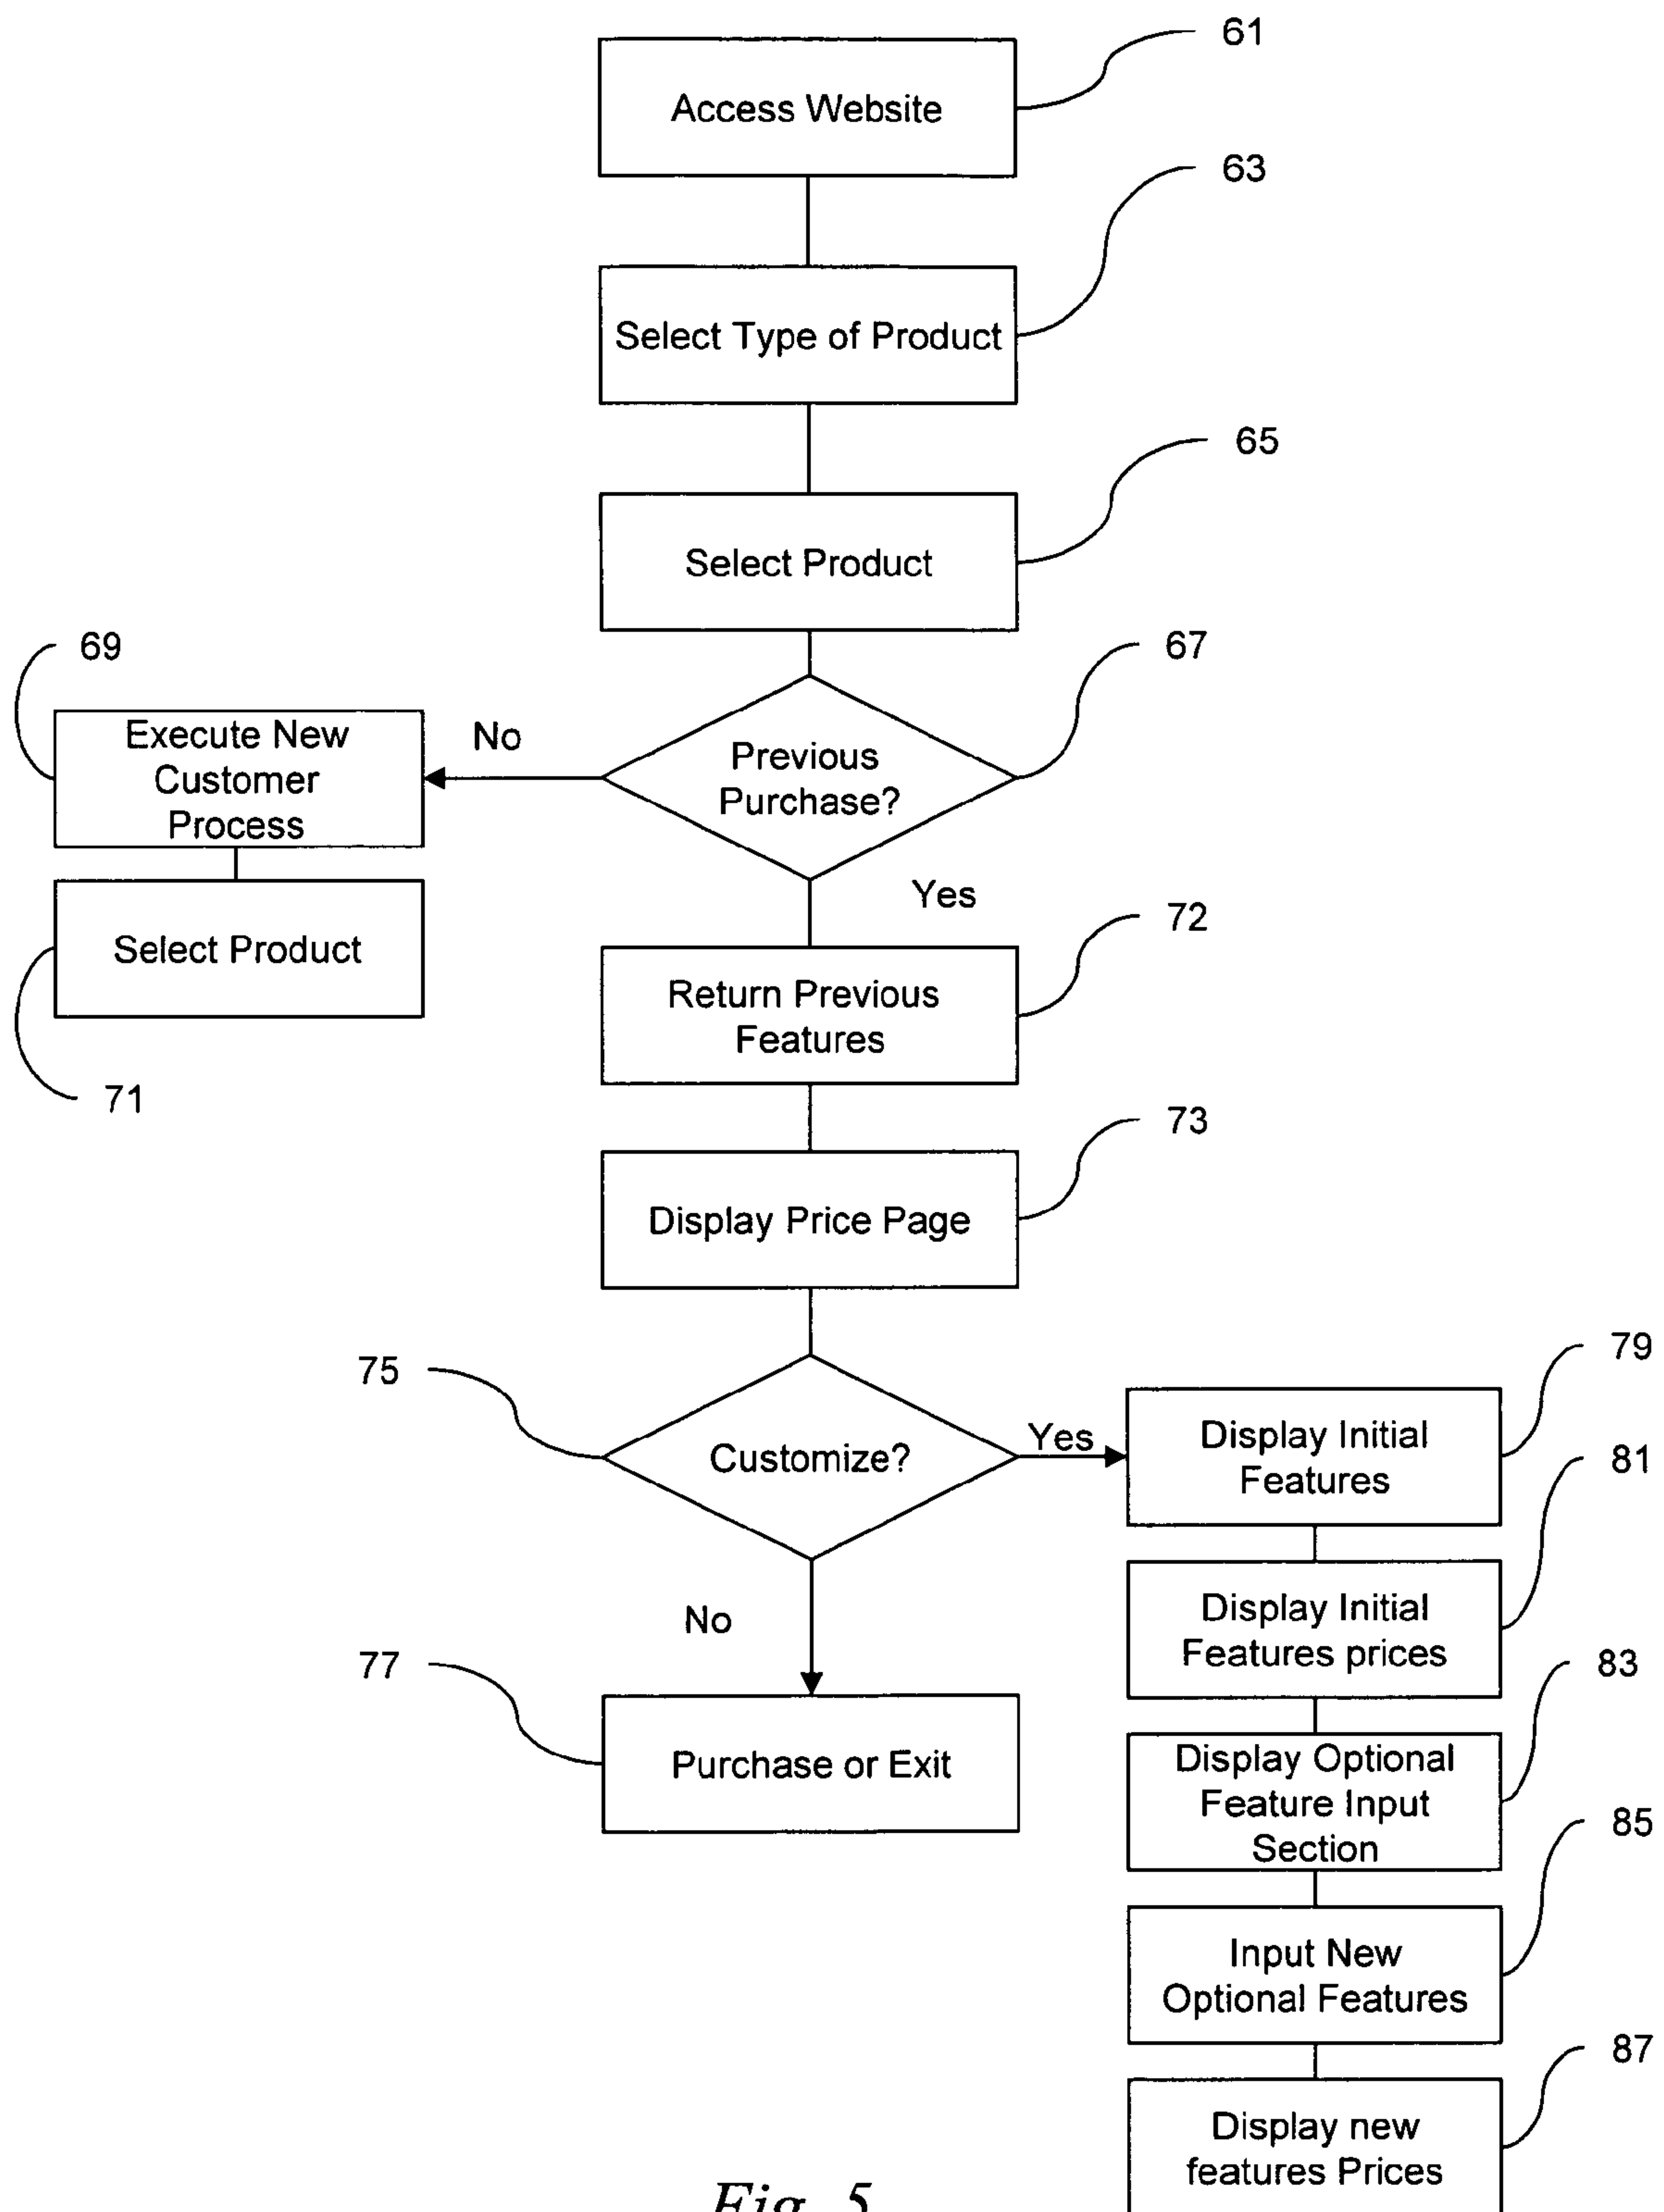 61
Access Website
63
Select Type of Product
65
Select Product
69
67
Execute New
Customer
Process
No
Previous
Purchase?
Yes
72
Select Product
Return Previous
Features
71
73
Display Price Page
75
79
Customize?
Yes
Display Initial
Features
81
No
Display Initial
Features prices
77
83
Purchase or Exit
Display Optional
Feature Input
Section
85
Input New
Optional Features
87
Display new
features Prices
Fig. 5